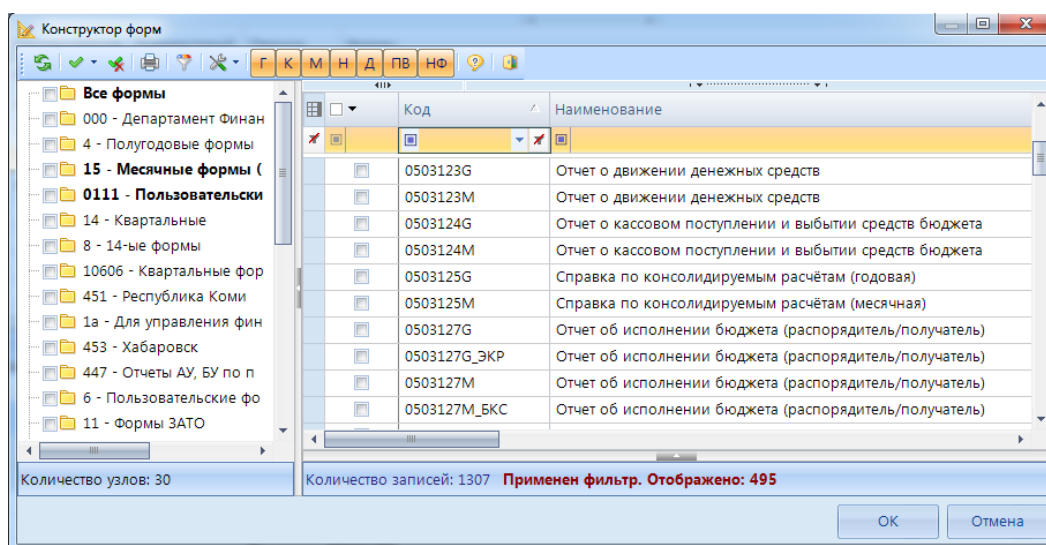 Конструктор форм
Г К М Н Д ПВ НФ
Все формы
000 - Департамент Финан
4 - Полугодовые формы
15 - Месячные формы (
0111 - Пользовательски
14 - Квартальные
8 - 14-ые формы
10606 - Квартальные фор
451 - Республика Коми
1а - Для управления фин
453 - Хабаровск
447 - Отчеты АУ, БУ по п
6 - Пользовательские фо
11 - Формы ЗАТО
Количество узлов: 30
Код Наименование
0503123G Отчет о движении денежных средств
0503123M Отчет о движении денежных средств
0503124G Отчет о кассовом поступлении и выбытии средств бюджета
0503124M Отчет о кассовом поступлении и выбытии средств бюджета
0503125G Справка по консолидируемым расчётам (годовая)
0503125M Справка по консолидируемым расчётам (месячная)
0503127G Отчет об исполнении бюджета (распорядитель/получатель)
0503127G_ЭКР Отчет об исполнении бюджета (распорядитель/получатель)
0503127M Отчет об исполнении бюджета (распорядитель/получатель)
0503127M_БКС Отчет об исполнении бюджета (распорядитель/получатель)
Количество записей: 1307 Применен фильтр. Отображено: 495
ОК Отмена